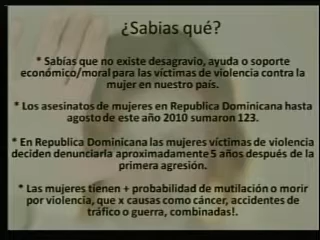 ¿Sabias qué?
* Sabías que no existe desagravio, ayuda o soporte
económico/moral para las víctimas de violencia contra la
mujer en nuestro país.
* Los asesinatos de mujeres en Republica Dominicana hasta
agosto de este año 2010 sumaron 123.
* En Republica Dominicana las mujeres víctimas de violencia
deciden denunciarla aproximadamente 5 años después de la
primera agresión.
* Las mujeres tienen + probabilidad de mutilación o morir
por violencia, que x causas como cáncer, accidentes de
tráfico o guerra, combinadas!.